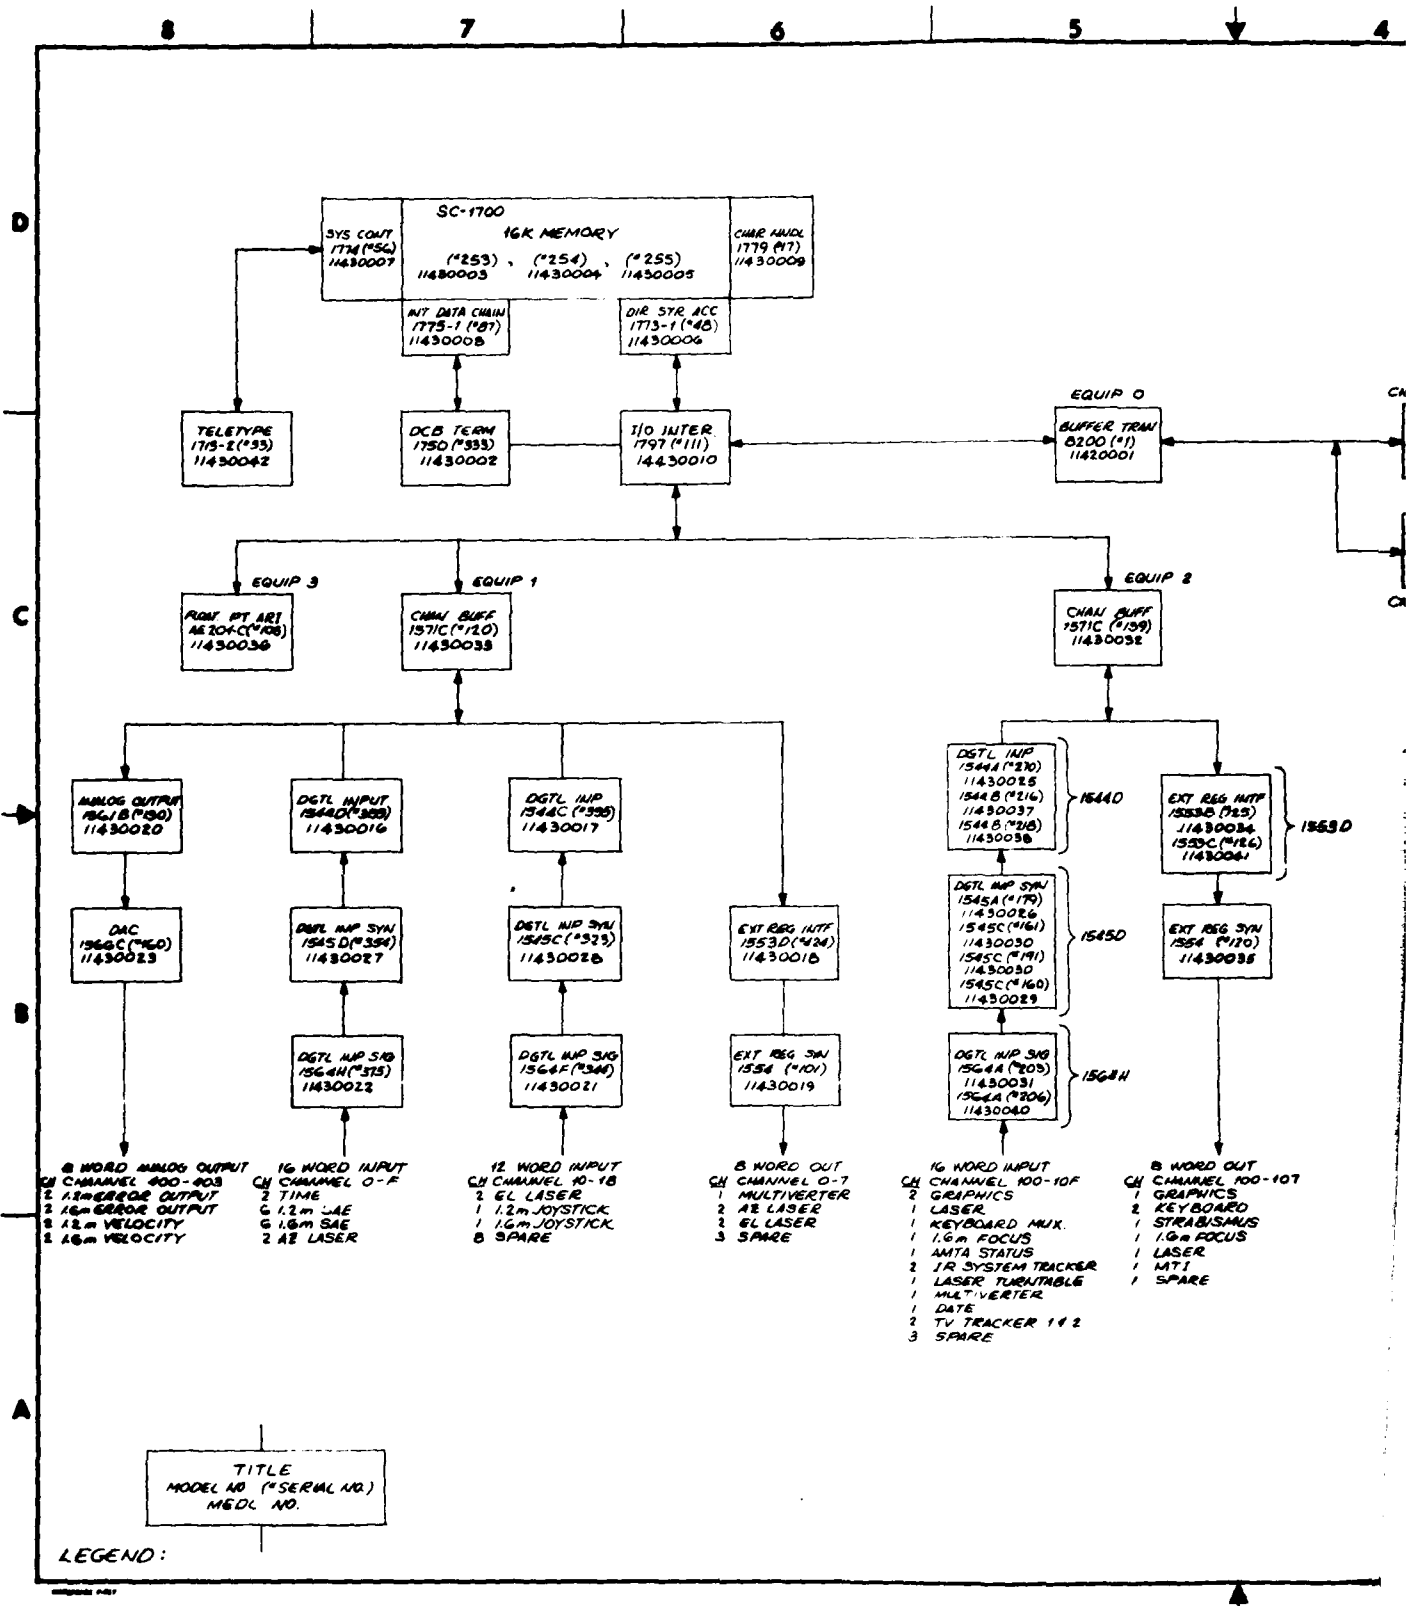 8 7 6 5 4
D
SC-1700
16K MEMORY
(*253), (*254), (*255)
11430003 11430004 11430005
SYS CONT
1774 (*56)
11430007
CHAR HNDL
1779 (*17)
11430009
INT DATA CHAIN
1775-1 (*87)
11430008
DIR STR ACC
1773-1 (*48)
11430006
TELETYPE
1713-2 (*33)
11430042
DCB TERM
1750 (*333)
11430002
I/O INTER
1797 (*111)
14430010
EQUIP 0
BUFFER TRAN
8200 (*1)
11420001
C
EQUIP 3
FLOAT. PT ARI
AE204-C (*108)
11430036
EQUIP 1
CHAN BUFF
1571C (*120)
11430033
EQUIP 2
CHAN BUFF
1571C (*139)
11430032
ANALOG OUTPUT
(*130)
11430020
DGTL INPUT
1544D
11430016
DGTL INP
1544C (*395)
11430017
DGTL INP
1544A (*270)
11430025
1544B (*216)
11430037
1544B (*218)
11430038
1544D
EXT REG INTF
1553B (*25)
11430034
1553C (*126)
11430041
1553D
DAC
1566C (*160)
11430023
DGTL INP SYN
1545D (*354)
11430027
DGTL INP SYN
1545C (*323)
11430028
EXT REG INTF
1553D (*424)
11430018
DGTL INP SYN
1545A (*179)
11430026
1545C (*161)
11430030
1545C (*191)
11430030
1545C (*160)
11430029
1545D
EXT REG SYN
1554 (*120)
11430035
B
DGTL INP SIG
1564H (*375)
11430022
DGTL INP SIG
1564F (*344)
11430021
EXT REG SYN
1554 (*101)
11430019
DGTL INP SIG
1564A (*203)
11430031
1564A (*206)
11430040
1564H
8 WORD ANALOG OUTPUT
CH CHANNEL 400-403
2 1.2m ERROR OUTPUT
2 1.6m ERROR OUTPUT
2 1.2m VELOCITY
2 1.6m VELOCITY
16 WORD INPUT
CH CHANNEL 0-F
2 TIME
6 1.2m SAE
6 1.6m SAE
2 AZ LASER
12 WORD INPUT
CH CHANNEL 10-1B
2 EL LASER
1 1.2m JOYSTICK
1 1.6m JOYSTICK
8 SPARE
8 WORD OUT
CH CHANNEL 0-7
1 MULTIVERTER
2 AZ LASER
2 EL LASER
3 SPARE
16 WORD INPUT
CH CHANNEL 100-10F
2 GRAPHICS
1 LASER
1 KEYBOARD MUX.
1 1.6m FOCUS
1 AMTA STATUS
2 IR SYSTEM TRACKER
1 LASER TURNTABLE
1 MULTIVERTER
1 DATE
2 TV TRACKER 1 & 2
3 SPARE
8 WORD OUT
CH CHANNEL 100-107
1 GRAPHICS
2 KEYBOARD
1 STRABISMUS
1 1.6m FOCUS
1 LASER
1 MTI
1 SPARE
A
TITLE
MODEL NO (*SERIAL NO.)
MEDL NO.
LEGEND: